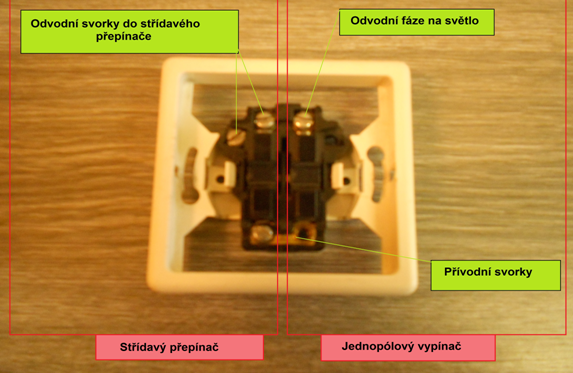 Odvodní svorky do střídavého
přepínače
Odvodní fáze na světlo
Přívodní svorky
Střídavý přepínač
Jednopólový vypínač